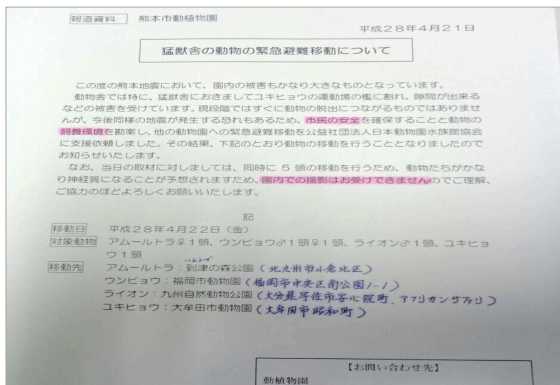 報道資料　熊本市動植物園
平成28年4月21日
猛獣舎の動物の緊急避難移動について
この度の熊本地震において、園内の被害もかなり大きなものとなっています。
動物舎では特に、猛獣舎におきましてユキヒョウの運動場の檻に割れ、隙間が出来る
などの被害を受けています。現段階ではすぐに動物の脱出につながるものではありませ
んが、今後同様の地震が発生する恐れもあるため、市民の安全を確保することと動物の
飼養環境を勘案し、他の動物園への緊急避難移動を公益社団法人日本動物園水族館協会
に支援依頼しました。その結果、下記のとおり動物の移動を行うこととなりましたので
お知らせいたします。
なお、当日の取材に対しましては、同時に5頭の移動を行うため、動物たちがかな
り神経質になることが予想されますため、園内での撮影はお受けできませんのでご理解、
ご協力のほどよろしくお願いいたします。
記
移動日　平成28年4月22日（金）
対象動物　アムールトラ♀1頭、ウンピョウ♂1頭♀1頭、ライオン♂1頭、ユキヒョ
ウ1頭
いとうづ
移動先　アムールトラ：到津の森公園（北九州市小倉北区）
ウンピョウ：福岡市動物園（福岡市中央区南公園1-1）
ライオン：九州自然動物公園（大分県宇佐市安心院町、アフリカンサファリ）
ユキヒョウ：大牟田市動物園（大牟田市昭和町）
【お問い合わせ先】
動植物園